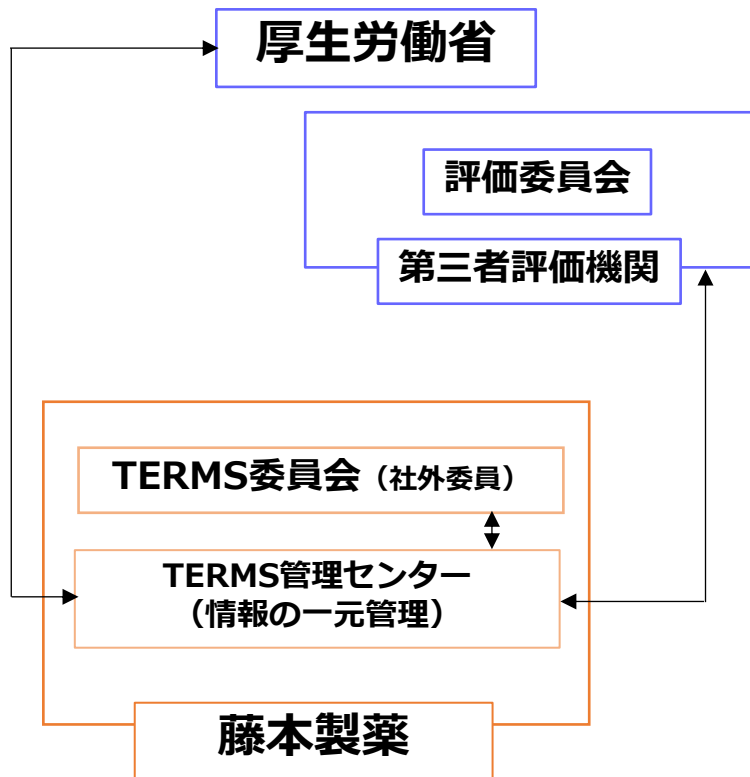 厚生労働省
評価委員会
第三者評価機関
TERMS委員会（社外委員）
TERMS管理センター
（情報の一元管理）
藤本製薬